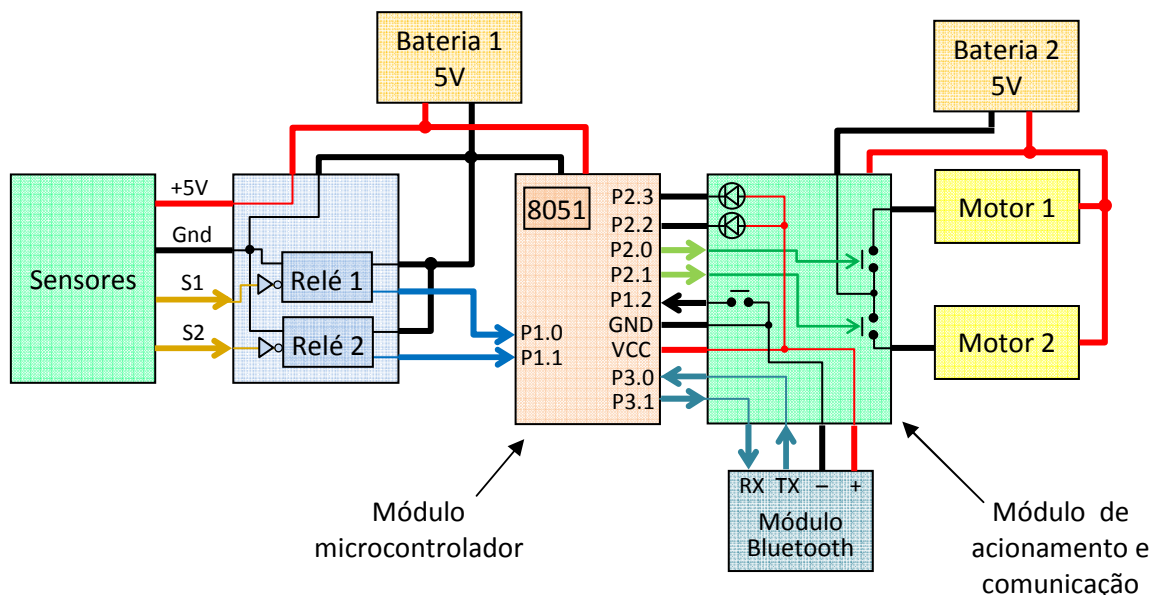 Bateria 1
5V
Bateria 2
5V
Sensores
+5V
Gnd
S1
S2
Relé 1
Relé 2
8051
P1.0
P1.1
P2.3
P2.2
P2.0
P2.1
P1.2
GND
VCC
P3.0
P3.1
Motor 1
Motor 2
RX TX – +
Módulo
Bluetooth
Módulo
microcontrolador
Módulo de
acionamento e
comunicação